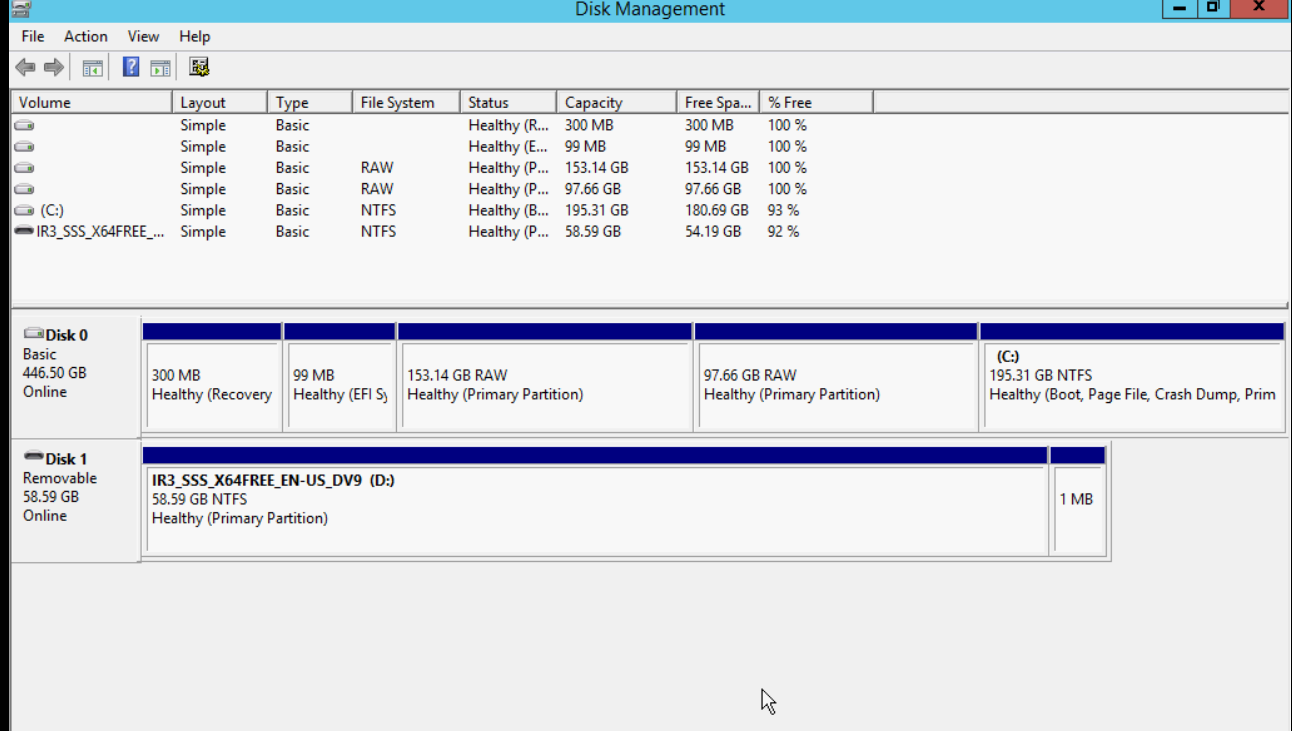 Disk Management
File Action View Help
Volume Layout Type File System Status Capacity Free Spa... % Free
Simple Basic Healthy (R... 300 MB 300 MB 100 %
Simple Basic Healthy (E... 99 MB 99 MB 100 %
Simple Basic RAW Healthy (P... 153.14 GB 153.14 GB 100 %
Simple Basic RAW Healthy (P... 97.66 GB 97.66 GB 100 %
(C:) Simple Basic NTFS Healthy (B... 195.31 GB 180.69 GB 93 %
IR3_SSS_X64FREE_... Simple Basic NTFS Healthy (P... 58.59 GB 54.19 GB 92 %
Disk 0
Basic
446.50 GB
Online
300 MB
Healthy (Recovery
99 MB
Healthy (EFI Sy
153.14 GB RAW
Healthy (Primary Partition)
97.66 GB RAW
Healthy (Primary Partition)
(C:)
195.31 GB NTFS
Healthy (Boot, Page File, Crash Dump, Prim
Disk 1
Removable
58.59 GB
Online
IR3_SSS_X64FREE_EN-US_DV9 (D:)
58.59 GB NTFS
Healthy (Primary Partition)
1 MB